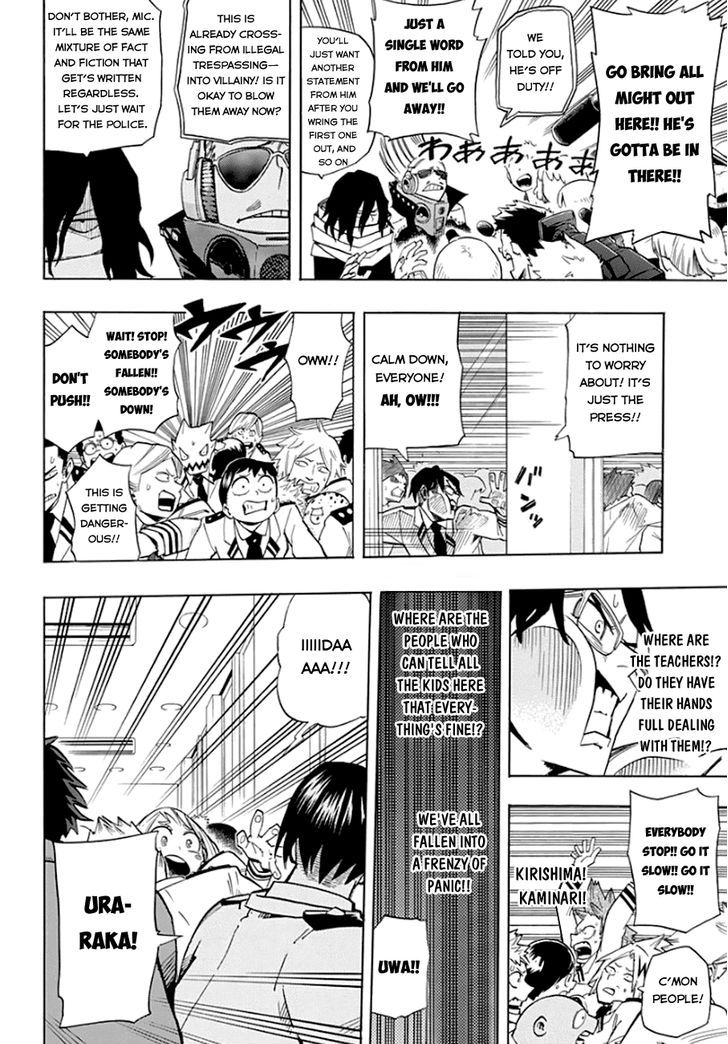 GO BRING ALL
MIGHT OUT
HERE!! HE'S
GOTTA BE IN
THERE!!
WE
TOLD YOU,
HE'S OFF
DUTY!!
JUST A
SINGLE WORD
FROM HIM
AND WE'LL GO
AWAY!!
YOU'LL
JUST WANT
ANOTHER
STATEMENT
FROM HIM
AFTER YOU
WRING THE
FIRST ONE
OUT, AND
SO ON
わあ ああ ああ
THIS IS
ALREADY CROSS-
ING FROM ILLEGAL
TRESPASSING—
INTO VILLAINY! IS IT
OKAY TO BLOW
THEM AWAY NOW?
DON'T BOTHER, MIC.
IT'LL BE THE SAME
MIXTURE OF FACT
AND FICTION THAT
GET'S WRITTEN
REGARDLESS.
LET'S JUST WAIT
FOR THE POLICE.
IT'S NOTHING
TO WORRY
ABOUT! IT'S
JUST THE
PRESS!!
CALM DOWN,
EVERYONE!
AH, OW!!!
OWW!!
ウウウ
WAIT! STOP!
SOMEBODY'S
FALLEN!!
SOMEBODY'S
DOWN!
DON'T
PUSH!!
THIS IS
GETTING
DANGER-
OUS!!
WHERE ARE
THE TEACHERS!?
DO THEY HAVE
THEIR HANDS
FULL DEALING
WITH THEM!?
EVERYBODY
STOP!! GO IT
SLOW!! GO IT
SLOW!!
KIRISHIMA!
KAMINARI!
C'MON
PEOPLE!
WHERE ARE THE
PEOPLE WHO
CAN TELL ALL
THE KIDS HERE
THAT EVERY-
THING'S FINE!?
WE'VE ALL
FALLEN INTO
A FRENZY OF
PANIC!!
UWA!!
IIIIIDAA
AAAA!!!
URA-
RAKA!